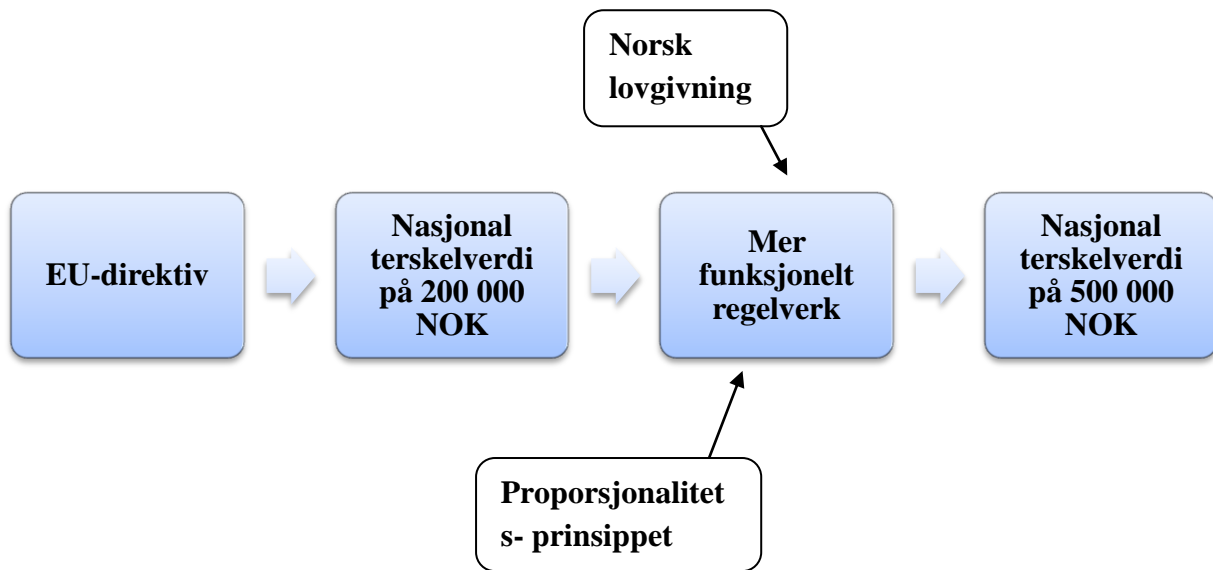 Norsk
lovgivning
EU-direktiv
Nasjonal
terskelverdi
på 200 000
NOK
Mer
funksjonelt
regelverk
Nasjonal
terskelverdi
på 500 000
NOK
Proporsjonalitet
s- prinsippet